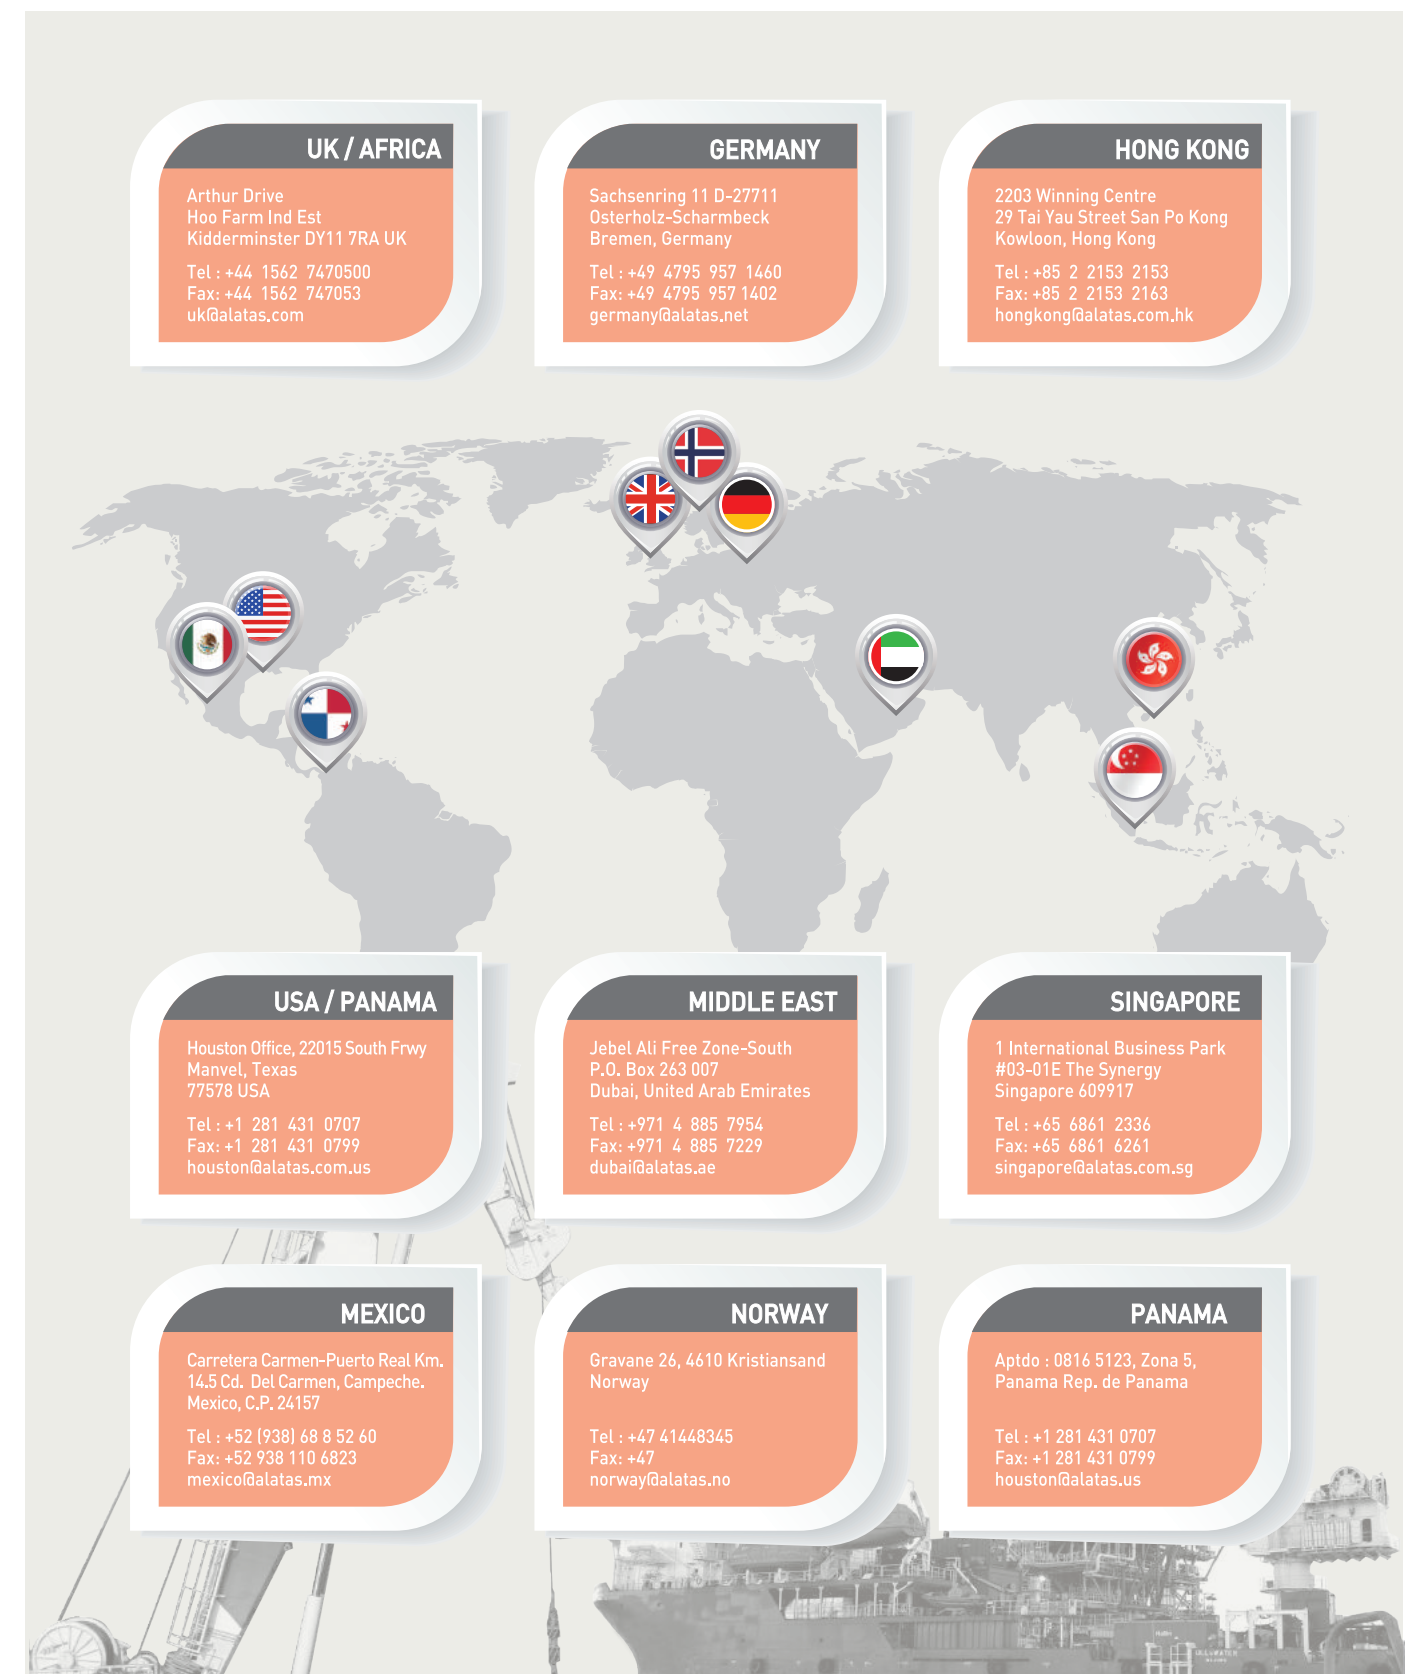 UK / AFRICA
Arthur Drive
Hoo Farm Ind Est
Kidderminster DY11 7RA UK
Tel : +44 1562 7470500
Fax: +44 1562 747053
uk@alatas.com
GERMANY
Sachsenring 11 D-27711
Osterholz-Scharmbeck
Bremen, Germany
Tel : +49 4795 957 1460
Fax: +49 4795 957 1402
germany@alatas.net
HONG KONG
2203 Winning Centre
29 Tai Yau Street San Po Kong
Kowloon, Hong Kong
Tel : +85 2 2153 2153
Fax: +85 2 2153 2163
hongkong@alatas.com.hk
USA / PANAMA
Houston Office, 22015 South Frwy
Manvel, Texas
77578 USA
Tel : +1 281 431 0707
Fax: +1 281 431 0799
houston@alatas.com.us
MIDDLE EAST
Jebel Ali Free Zone-South
P.O. Box 263 007
Dubai, United Arab Emirates
Tel : +971 4 885 7954
Fax: +971 4 885 7229
dubai@alatas.ae
SINGAPORE
1 International Business Park
#03-01E The Synergy
Singapore 609917
Tel : +65 6861 2336
Fax: +65 6861 6261
singapore@alatas.com.sg
MEXICO
Carretera Carmen-Puerto Real Km.
14.5 Cd. Del Carmen, Campeche.
Mexico, C.P. 24157
Tel : +52 (938) 68 8 52 60
Fax: +52 938 110 6823
mexico@alatas.mx
NORWAY
Gravane 26, 4610 Kristiansand
Norway
Tel : +47 41448345
Fax: +47
norway@alatas.no
PANAMA
Aptdo : 0816 5123, Zona 5,
Panama Rep. de Panama
Tel : +1 281 431 0707
Fax: +1 281 431 0799
houston@alatas.us